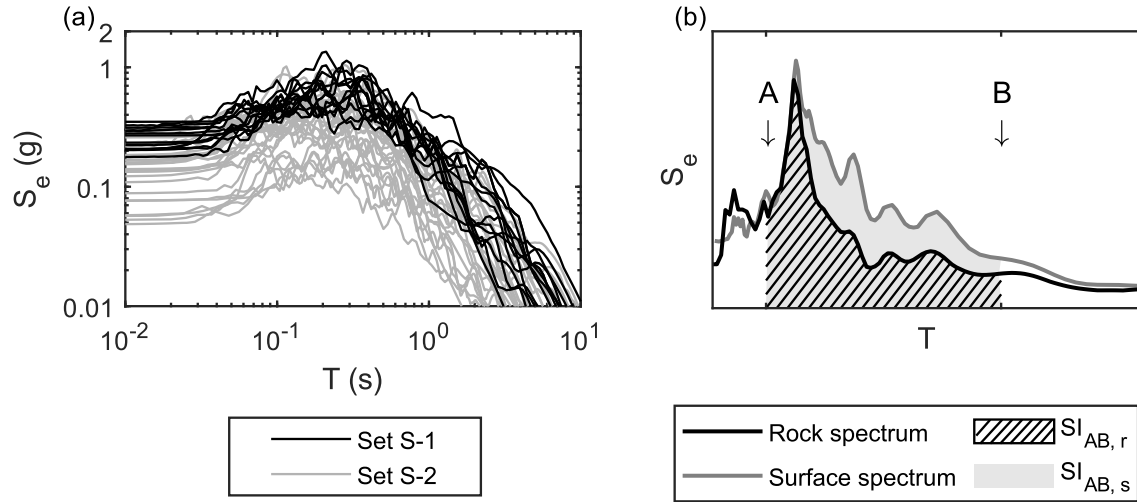 (a)
2
1
0.1
0.01
S_e (g)
10^-2
10^-1
10^0
10^1
T (s)
Set S-1
Set S-2
(b)
A
B
S_e
T
Rock spectrum
SI_AB, r
Surface spectrum
SI_AB, s